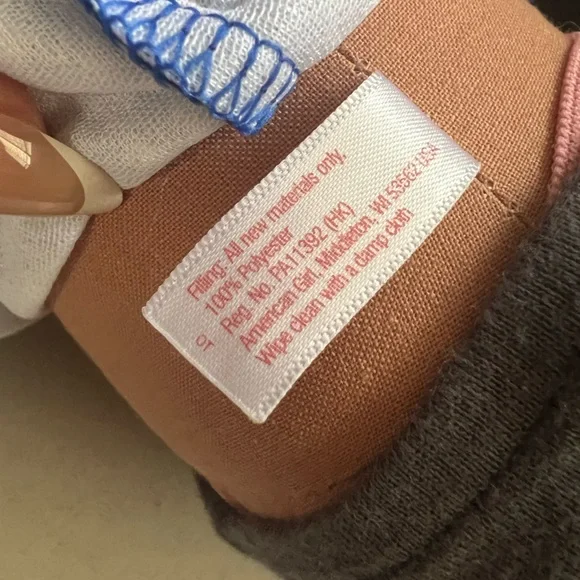 Filling: All new materials only.
100% Polyester
Reg. No. PA11392 (HK)
American Girl, Middleton, WI 53562 USA
Wipe clean with a damp cloth
OT